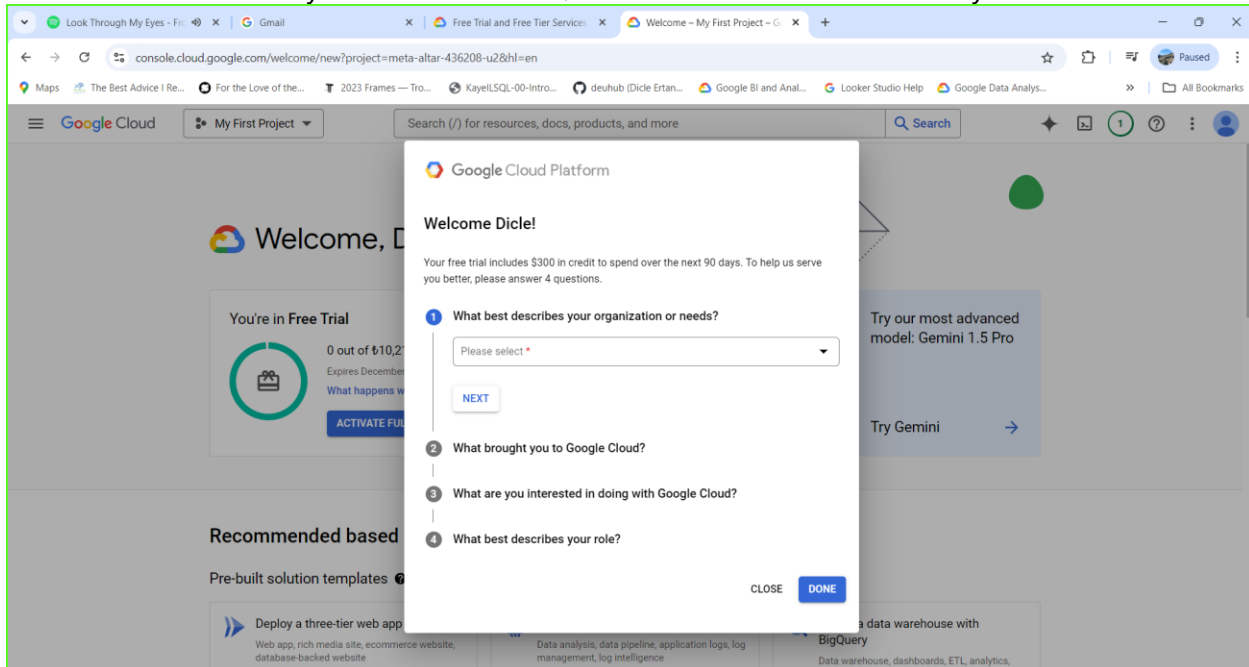 Look Through My Eyes - Fro
Gmail
Free Trial and Free Tier Services
Welcome – My First Project – G
console.cloud.google.com/welcome/new?project=meta-altar-436208-u2&hl=en
Paused
Maps
The Best Advice I Re...
For the Love of the...
2023 Frames — Tro...
KayelLSQL-00-Intro...
deuhub (Dicle Ertan...
Google BI and Anal...
Looker Studio Help
Google Data Analys...
All Bookmarks
Google Cloud
My First Project
Search (/) for resources, docs, products, and more
Search
1
Google Cloud Platform
Welcome Dicle!
Your free trial includes $300 in credit to spend over the next 90 days. To help us serve
you better, please answer 4 questions.
1 What best describes your organization or needs?
Please select *
NEXT
2 What brought you to Google Cloud?
3 What are you interested in doing with Google Cloud?
4 What best describes your role?
CLOSE
DONE
Welcome, D
You're in Free Trial
0 out of ₺10,21
Expires December
What happens w
ACTIVATE FUL
Try our most advanced
model: Gemini 1.5 Pro
Try Gemini
Recommended based
Pre-built solution templates
Deploy a three-tier web app
Web app, rich media site, ecommerce website,
database-backed website
Data analysis, data pipeline, application logs, log
management, log intelligence
a data warehouse with
BigQuery
Data warehouse, dashboards, ETL, analytics,